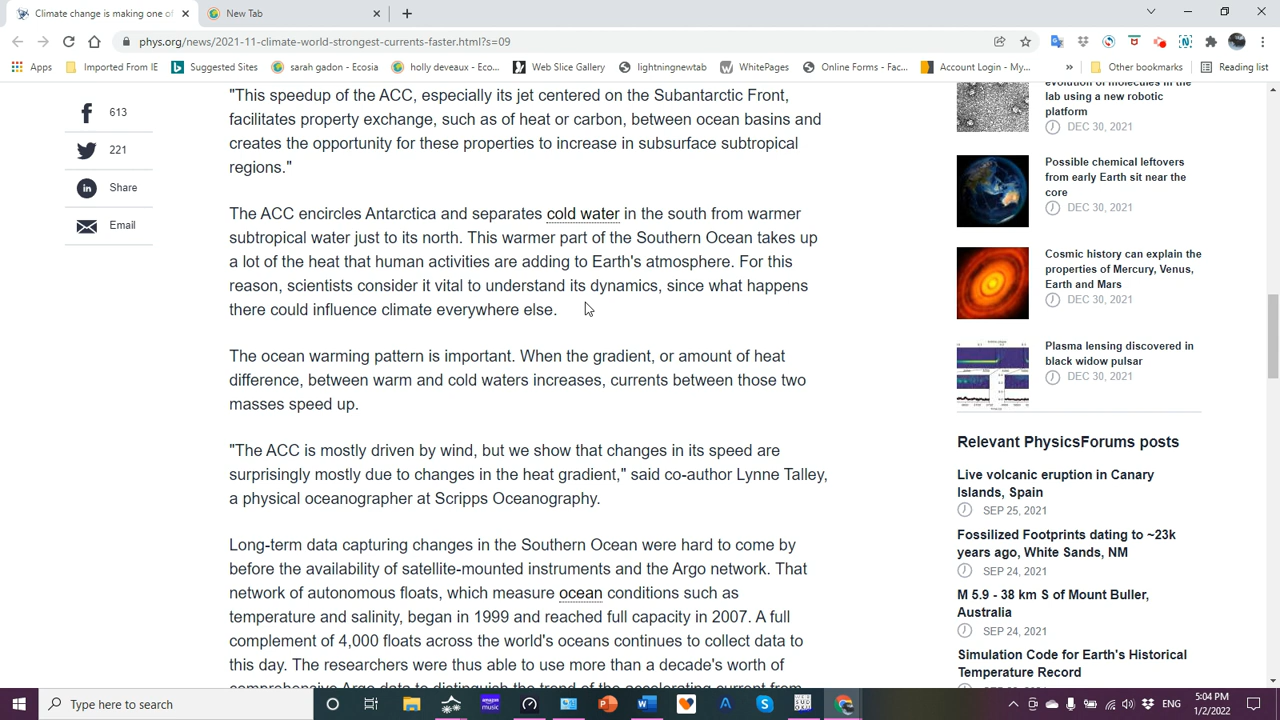 Climate change is making one of
New Tab
phys.org/news/2021-11-climate-world-strongest-currents-faster.html?s=09
Apps
Imported From IE
Suggested Sites
sarah gadon - Ecosia
holly deveaux - Eco...
Web Slice Gallery
lightningnewtab
WhitePages
Online Forms - Fac...
Account Login - My...
»
Other bookmarks
Reading list
613
221
Share
Email
"This speedup of the ACC, especially its jet centered on the Subantarctic Front,
facilitates property exchange, such as of heat or carbon, between ocean basins and
creates the opportunity for these properties to increase in subsurface subtropical
regions."
The ACC encircles Antarctica and separates cold water in the south from warmer
subtropical water just to its north. This warmer part of the Southern Ocean takes up
a lot of the heat that human activities are adding to Earth's atmosphere. For this
reason, scientists consider it vital to understand its dynamics, since what happens
there could influence climate everywhere else.
The ocean warming pattern is important. When the gradient, or amount of heat
difference, between warm and cold waters increases, currents between those two
masses speed up.
"The ACC is mostly driven by wind, but we show that changes in its speed are
surprisingly mostly due to changes in the heat gradient," said co-author Lynne Talley,
a physical oceanographer at Scripps Oceanography.
Long-term data capturing changes in the Southern Ocean were hard to come by
before the availability of satellite-mounted instruments and the Argo network. That
network of autonomous floats, which measure ocean conditions such as
temperature and salinity, began in 1999 and reached full capacity in 2007. A full
complement of 4,000 floats across the world's oceans continues to collect data to
this day. The researchers were thus able to use more than a decade's worth of
evolution of molecules in the
lab using a new robotic
platform
DEC 30, 2021
Possible chemical leftovers
from early Earth sit near the
core
DEC 30, 2021
Cosmic history can explain the
properties of Mercury, Venus,
Earth and Mars
DEC 30, 2021
Plasma lensing discovered in
black widow pulsar
DEC 30, 2021
Relevant PhysicsForums posts
Live volcanic eruption in Canary
Islands, Spain
SEP 25, 2021
Fossilized Footprints dating to ~23k
years ago, White Sands, NM
SEP 24, 2021
M 5.9 - 38 km S of Mount Buller,
Australia
SEP 24, 2021
Simulation Code for Earth's Historical
Temperature Record
Type here to search
ENG
5:04 PM
1/2/2022